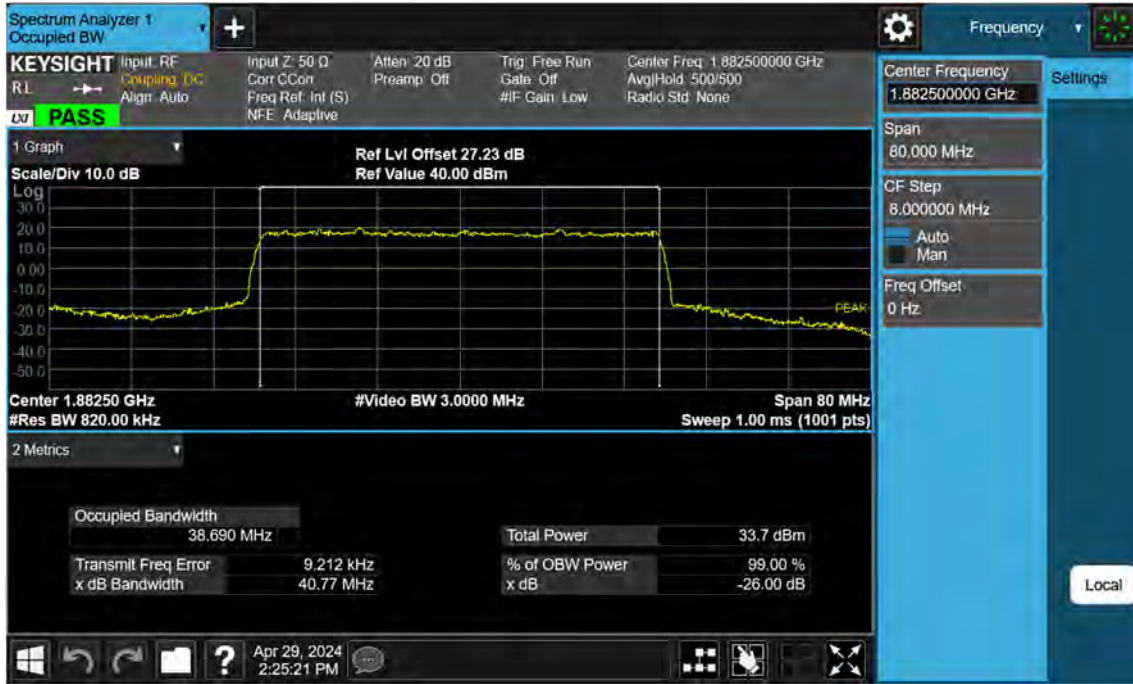 Spectrum Analyzer 1
Occupied BW
Frequency
KEYSIGHT
RL
LXI
PASS
Input: RF
Coupling: DC
Align: Auto
Input Z: 50 Ω
Corr CCorr
Freq Ref: Int (S)
NFE: Adaptive
Atten: 20 dB
Preamp: Off
Trig: Free Run
Gate: Off
#IF Gain: Low
Center Freq: 1.882500000 GHz
Avg|Hold: 500/500
Radio Std: None
1 Graph
Scale/Div 10.0 dB
Ref Lvl Offset 27.23 dB
Ref Value 40.00 dBm
Log
30.0
20.0
10.0
0.00
-10.0
-20.0
-30.0
-40.0
-50.0
PEAK
Center 1.88250 GHz
#Video BW 3.0000 MHz
Span 80 MHz
#Res BW 820.00 kHz
Sweep 1.00 ms (1001 pts)
2 Metrics
Occupied Bandwidth
38.690 MHz
Total Power 33.7 dBm
Transmit Freq Error 9.212 kHz
% of OBW Power 99.00 %
x dB Bandwidth 40.77 MHz
x dB -26.00 dB
?
Apr 29, 2024
2:25:21 PM
Center Frequency
1.882500000 GHz
Settings
Span
80.000 MHz
CF Step
8.000000 MHz
Auto
Man
Freq Offset
0 Hz
Local